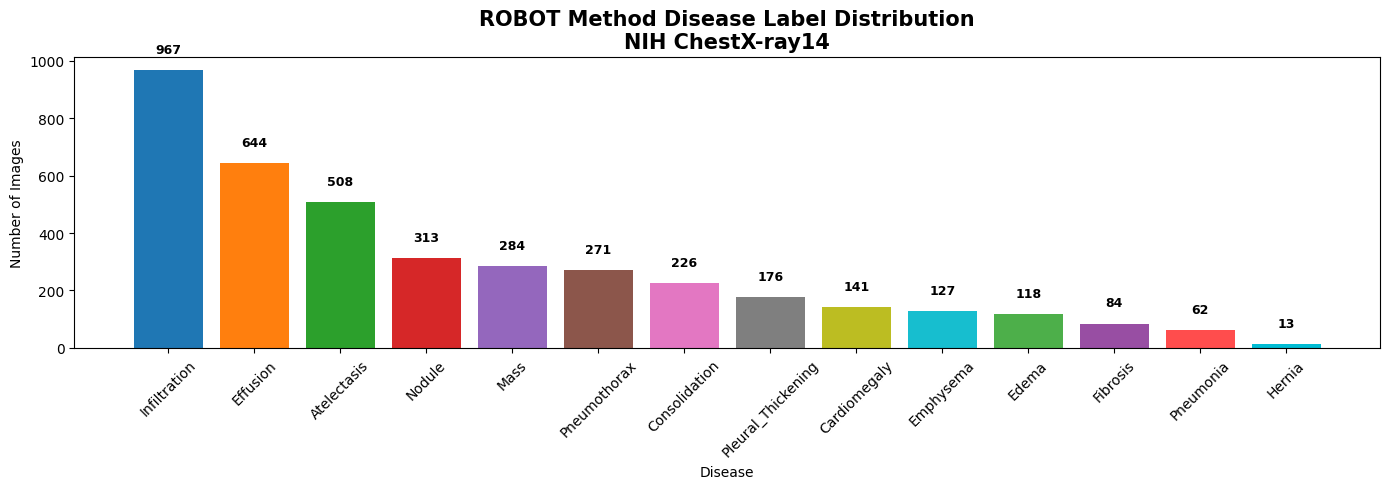 ROBOT Method Disease Label Distribution
NIH ChestX-ray14
Number of Images
1000
800
600
400
200
0
967
644
508
313
284
271
226
176
141
127
118
84
62
13
Infiltration
Effusion
Atelectasis
Nodule
Mass
Pneumothorax
Consolidation
Pleural_Thickening
Cardiomegaly
Emphysema
Edema
Fibrosis
Pneumonia
Hernia
Disease